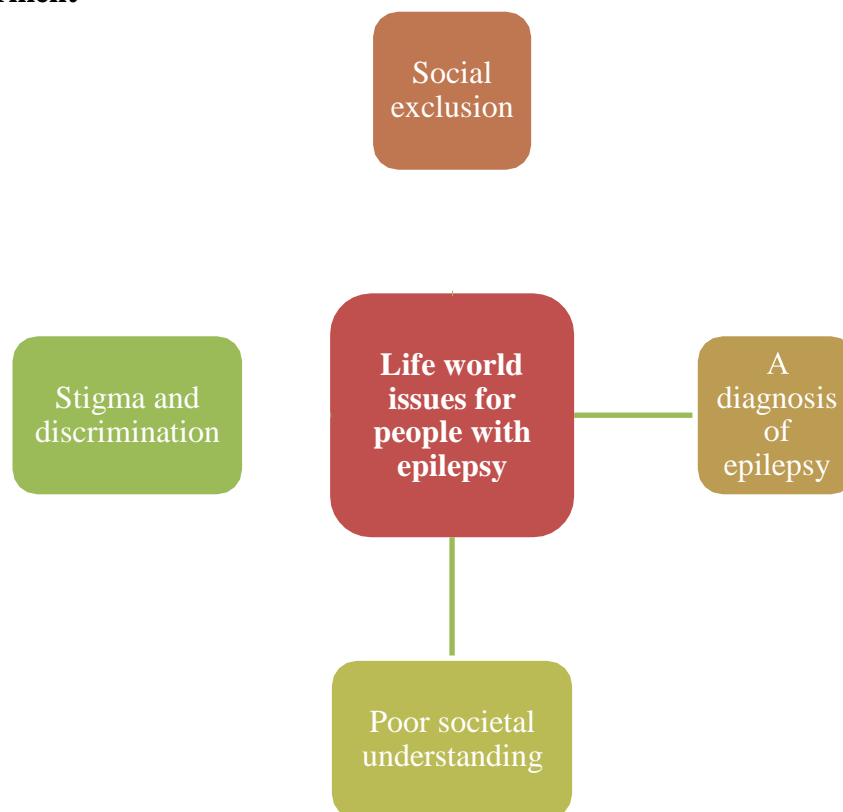 Social
exclusion
Life world
issues for
people with
epilepsy
Stigma and
discrimination
A
diagnosis
of
epilepsy
Poor societal
understanding